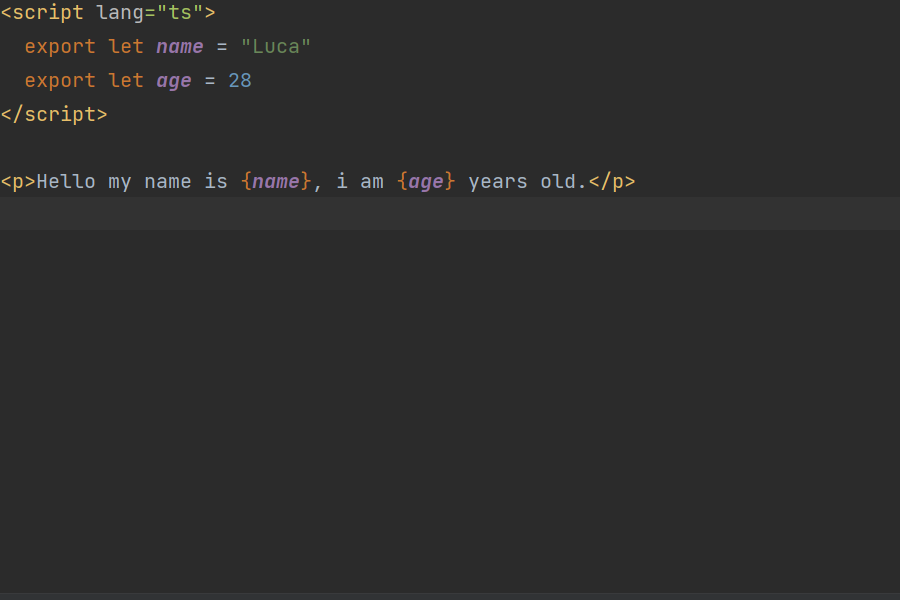 <script lang="ts">
export let name = "Luca"
export let age = 28
</script>
<p>Hello my name is {name}, i am {age} years old.</p>